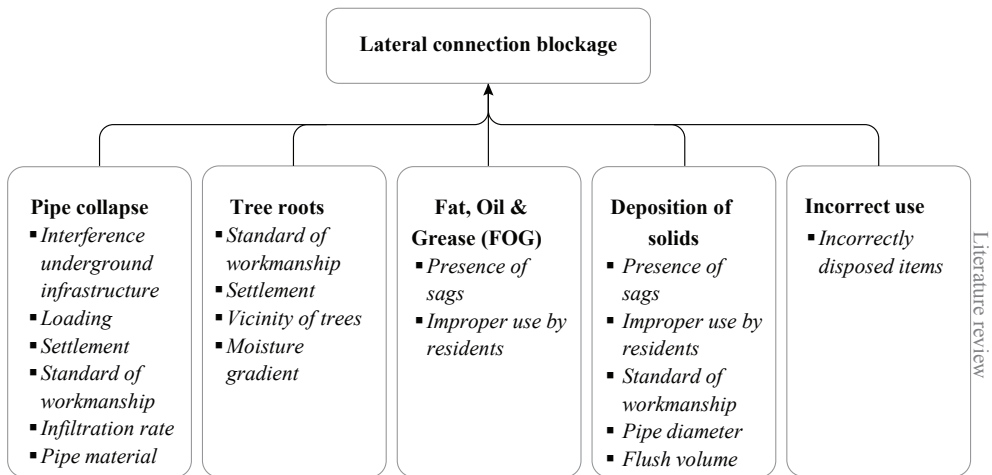 Lateral connection blockage
Pipe collapse
▪ Interference
underground
infrastructure
▪ Loading
▪ Settlement
▪ Standard of
workmanship
▪ Infiltration rate
▪ Pipe material
Tree roots
▪ Standard of
workmanship
▪ Settlement
▪ Vicinity of trees
▪ Moisture
gradient
Fat, Oil &
Grease (FOG)
▪ Presence of
sags
▪ Improper use by
residents
Deposition of
solids
▪ Presence of
sags
▪ Improper use by
residents
▪ Standard of
workmanship
▪ Pipe diameter
▪ Flush volume
Incorrect use
▪ Incorrectly
disposed items
Literature review